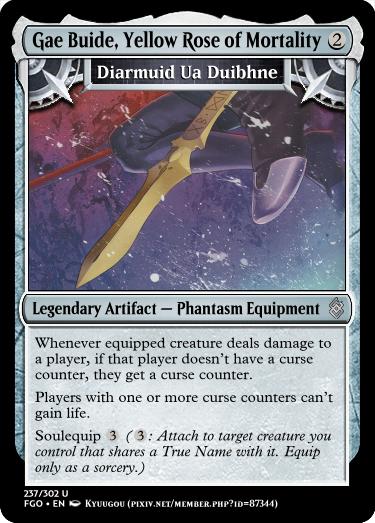 Gae Buide, Yellow Rose of Mortality 2
Diarmuid Ua Duibhne
Legendary Artifact — Phantasm Equipment
Whenever equipped creature deals damage to
a player, if that player doesn't have a curse
counter, they get a curse counter.
Players with one or more curse counters can't
gain life.
Soulequip 3 (3: Attach to target creature you
control that shares a True Name with it. Equip
only as a sorcery.)
237/302 U
FGO • EN Kyuugou (pixiv.net/member.php?id=87344)